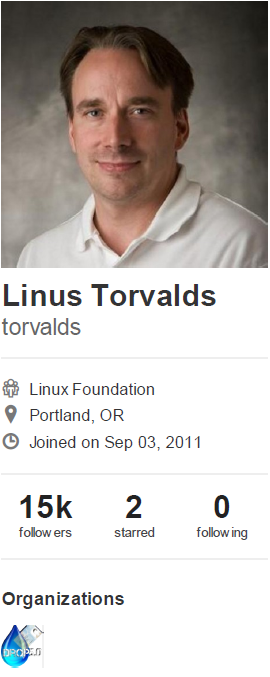 Linus Torvalds
torvalds
Linux Foundation
Portland, OR
Joined on Sep 03, 2011
15k 2 0
followers starred following
Organizations